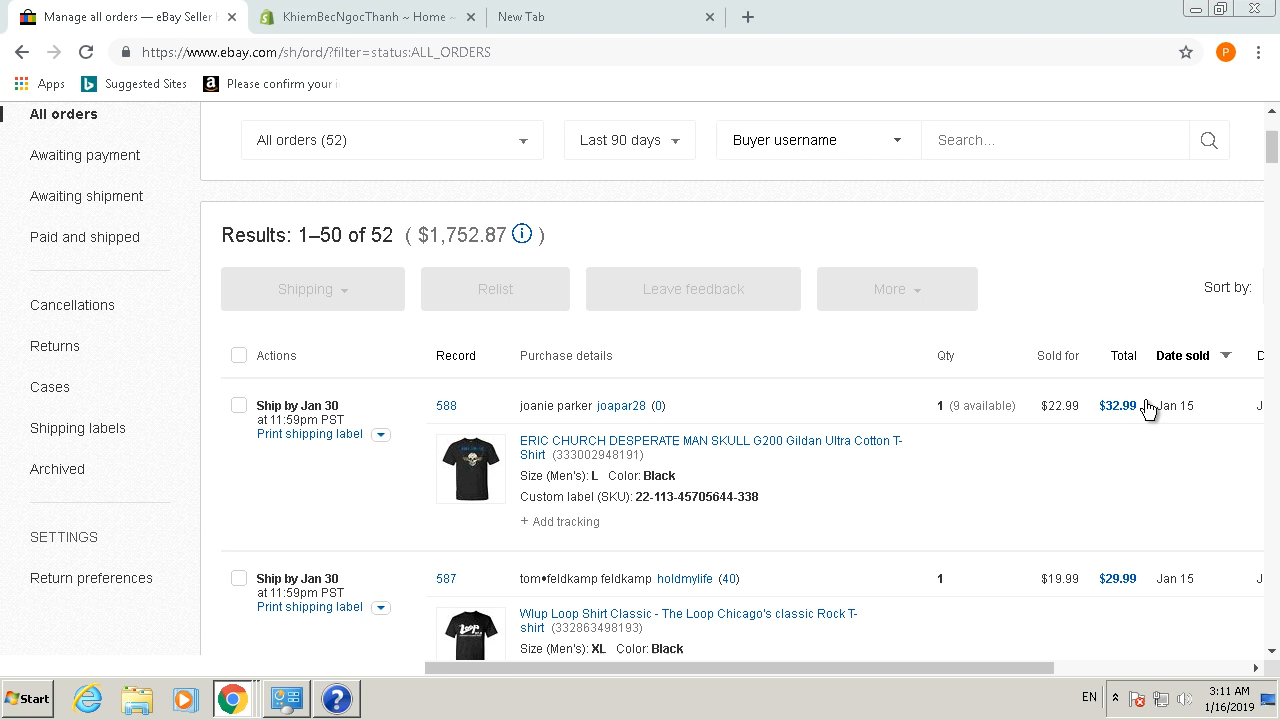 Manage all orders — eBay Seller
KhiemBecNgocThanh ~ Home -
New Tab
https://www.ebay.com/sh/ord/?filter=status:ALL_ORDERS
P
Apps
Suggested Sites
Please confirm your i
All orders
Awaiting payment
Awaiting shipment
Paid and shipped
Cancellations
Returns
Cases
Shipping labels
Archived
SETTINGS
Return preferences
All orders (52)
Last 90 days
Buyer username
Search...
Results: 1–50 of 52 ( $1,752.87 i )
Shipping
Relist
Leave feedback
More
Sort by:
Actions
Record
Purchase details
Qty
Sold for
Total
Date sold
Ship by Jan 30
at 11:59pm PST
Print shipping label
588
joanie parker joapar28 (0)
1 (9 available)
$22.99
$32.99
Jan 15
ERIC CHURCH DESPERATE MAN SKULL G200 Gildan Ultra Cotton T-
Shirt (333002948191)
Size (Men's): L Color: Black
Custom label (SKU): 22-113-45705644-338
+ Add tracking
Ship by Jan 30
at 11:59pm PST
Print shipping label
587
tom•feldkamp feldkamp holdmylife (40)
1
$19.99
$29.99
Jan 15
Wlup Loop Shirt Classic - The Loop Chicago's classic Rock T-
shirt (332863498193)
Size (Men's): XL Color: Black
Loop
Start
EN
3:11 AM
1/16/2019